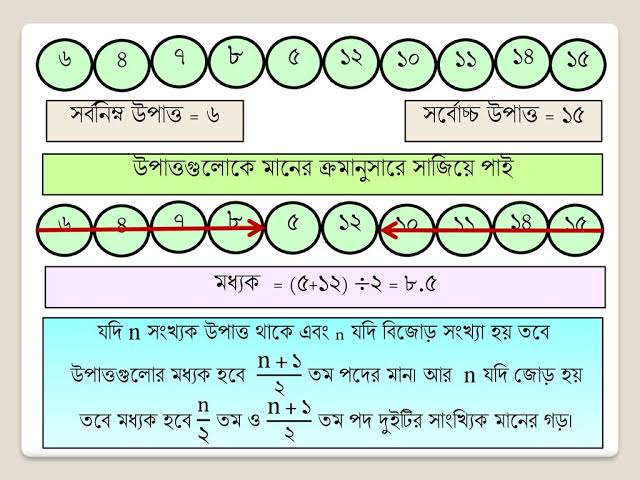 ৬ ৪ ৭ ৮ ৫ ১২ ১০ ১১ ১৪ ১৫
সর্বনিম্ন উপাত্ত = ৬ সর্বোচ্চ উপাত্ত = ১৫
উপাত্তগুলোকে মানের ক্রমানুসারে সাজিয়ে পাই
৬ ৪ ৭ ৮ ৫ ১২ ১০ ১১ ১৪ ১৫
মধ্যক = (৫+১২) ÷২ = ৮.৫
যদি n সংখ্যক উপাত্ত থাকে এবং n যদি বিজোড় সংখ্যা হয় তবে
উপাত্তগুলোর মধ্যক হবে (n + ১)/২ তম পদের মান। আর n যদি জোড় হয়
তবে মধ্যক হবে n/২ তম ও (n + ১)/২ তম পদ দুইটির সাংখ্যিক মানের গড়।